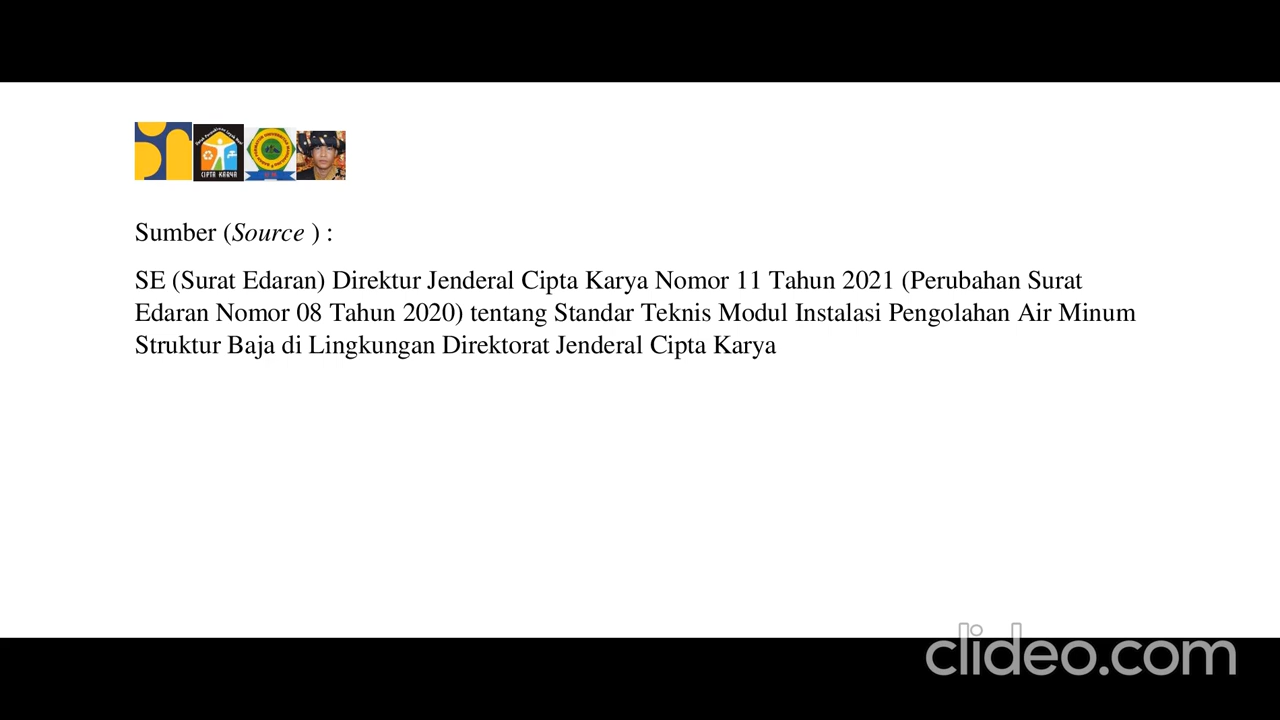 CIPTA KARYA
Sumber (Source ) :
SE (Surat Edaran) Direktur Jenderal Cipta Karya Nomor 11 Tahun 2021 (Perubahan Surat
Edaran Nomor 08 Tahun 2020) tentang Standar Teknis Modul Instalasi Pengolahan Air Minum
Struktur Baja di Lingkungan Direktorat Jenderal Cipta Karya
clideo.com